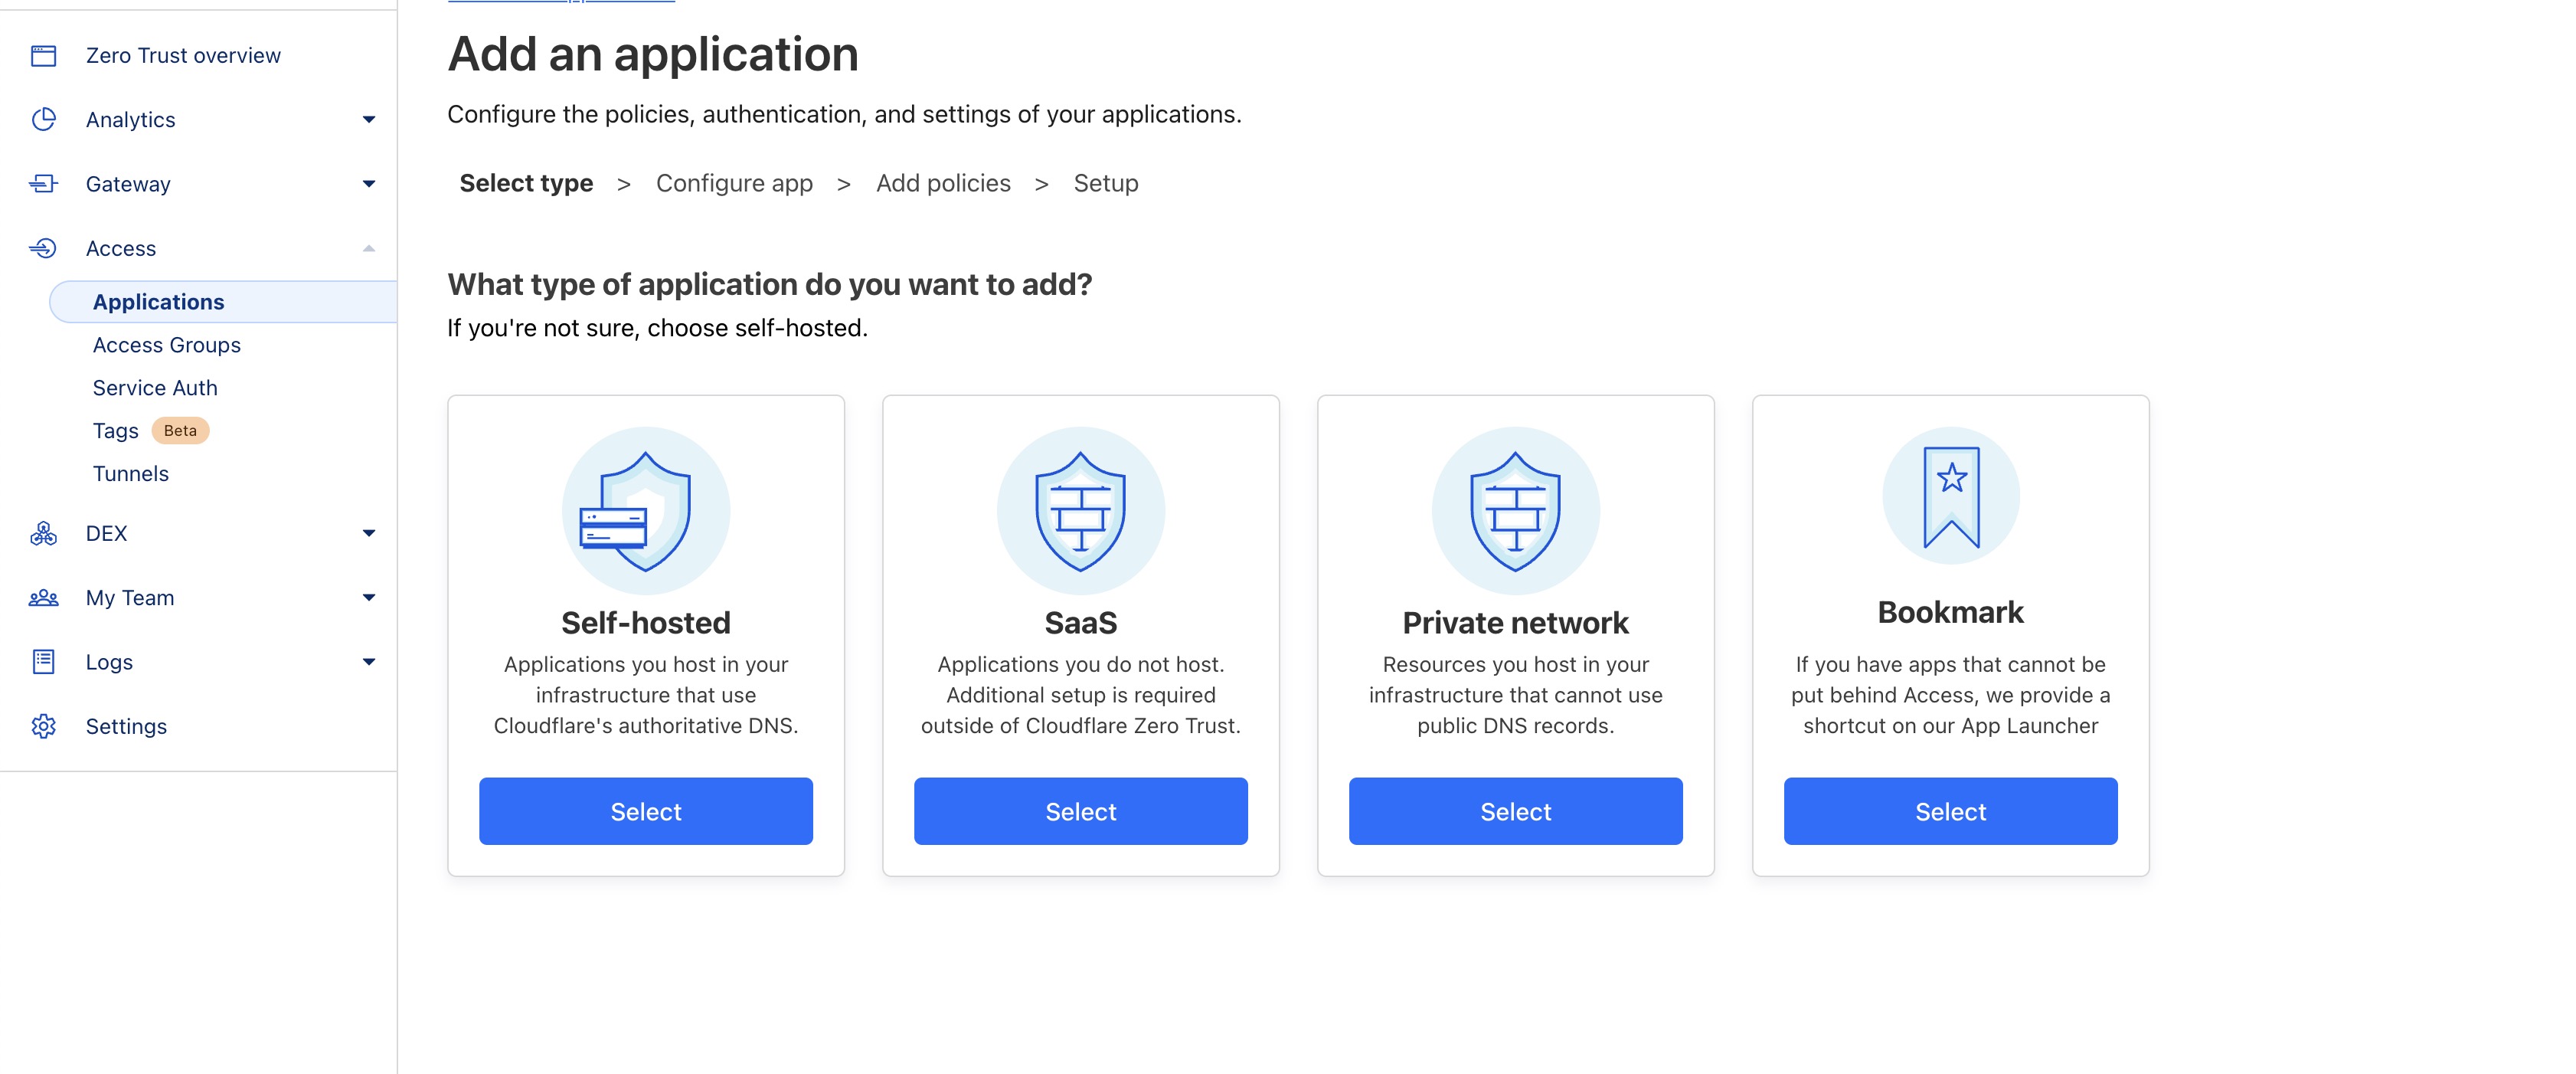 Zero Trust overview
Analytics
Gateway
Access
Applications
Access Groups
Service Auth
Tags Beta
Tunnels
DEX
My Team
Logs
Settings
Add an application
Configure the policies, authentication, and settings of your applications.
Select type > Configure app > Add policies > Setup
What type of application do you want to add?
If you're not sure, choose self-hosted.
Self-hosted
Applications you host in your
infrastructure that use
Cloudflare's authoritative DNS.
Select
SaaS
Applications you do not host.
Additional setup is required
outside of Cloudflare Zero Trust.
Select
Private network
Resources you host in your
infrastructure that cannot use
public DNS records.
Select
Bookmark
If you have apps that cannot be
put behind Access, we provide a
shortcut on our App Launcher
Select